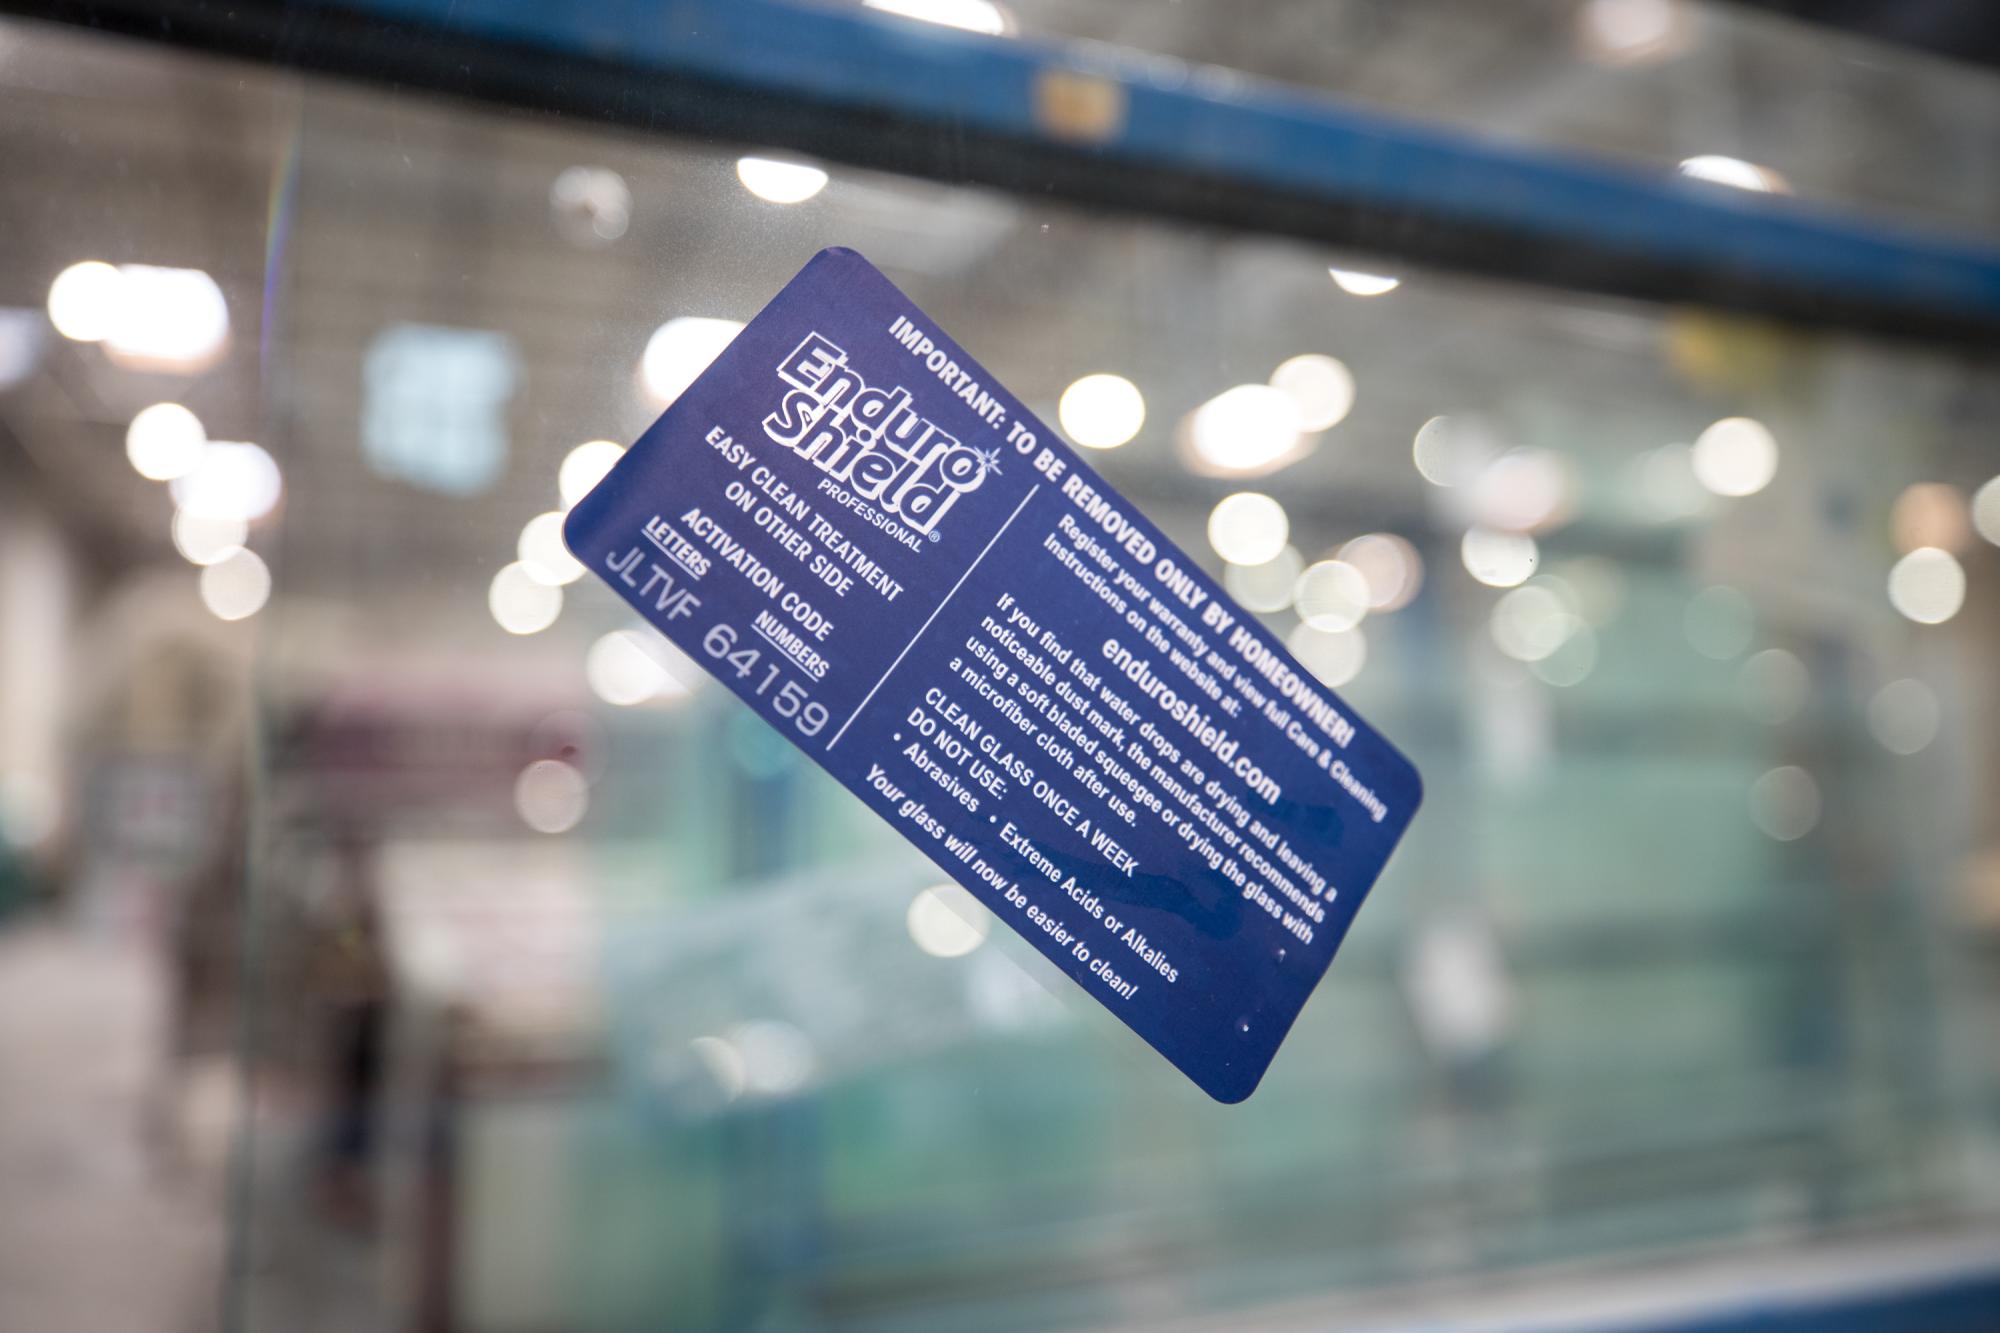 IMPORTANT: TO BE REMOVED ONLY BY HOMEOWNER!
Enduro
Shield
PROFESSIONAL®
EASY CLEAN TREATMENT
ON OTHER SIDE
ACTIVATION CODE
LETTERS NUMBERS
JLTVF 64159
Register your warranty and view full Care & Cleaning
Instructions on the website at:
enduroshield.com
If you find that water drops are drying and leaving a
noticeable dust mark, the manufacturer recommends
using a soft bladed squeegee or drying the glass with
a microfiber cloth after use.
CLEAN GLASS ONCE A WEEK
DO NOT USE:
• Abrasives • Extreme Acids or Alkalies
Your glass will now be easier to clean!